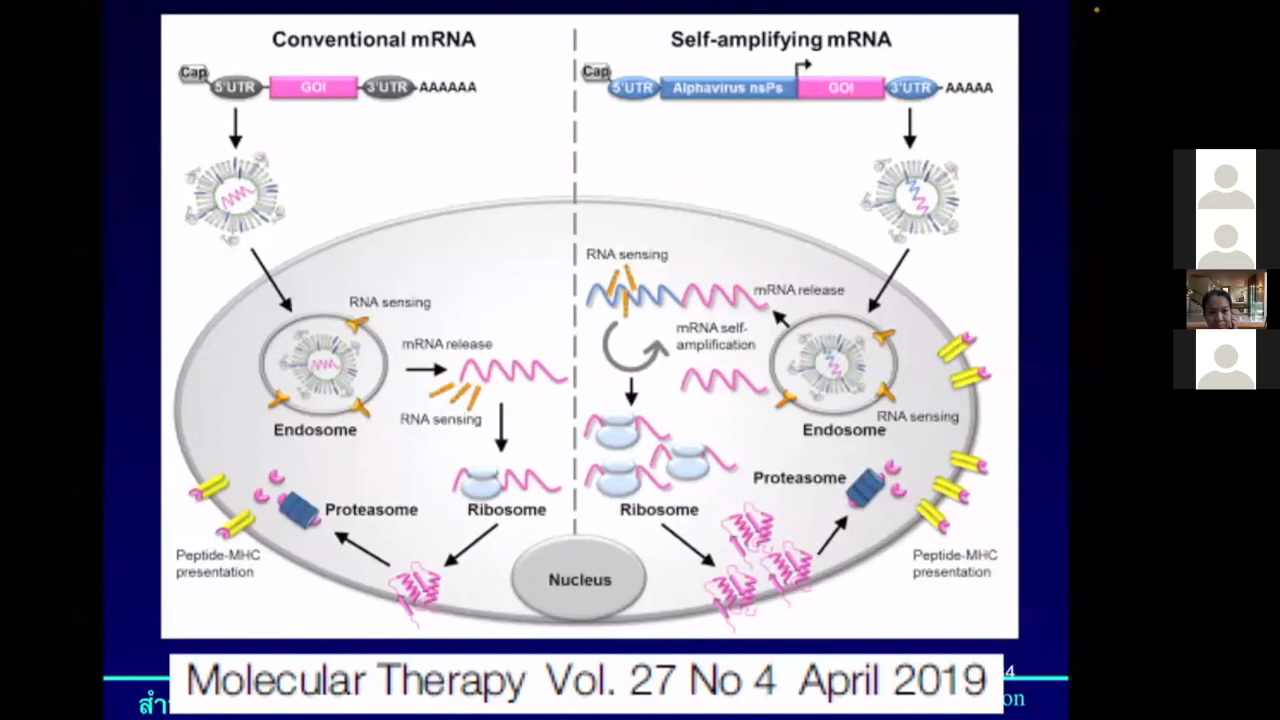 Conventional mRNA
Cap 5'UTR GOI 3'UTR AAAAAA
RNA sensing
mRNA release
RNA sensing
Endosome
Proteasome
Ribosome
Peptide-MHC
presentation
Self-amplifying mRNA
Cap 5'UTR Alphavirus nsPs GOI 3'UTR AAAAA
RNA sensing
mRNA release
mRNA self-
amplification
RNA sensing
Endosome
Proteasome
Ribosome
Peptide-MHC
presentation
Nucleus
Molecular Therapy Vol. 27 No 4 April 2019
4